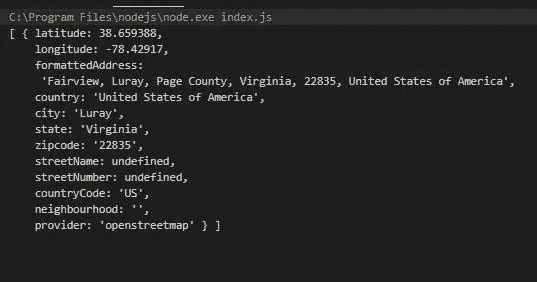 C:\Program Files\nodejs\node.exe index.js
[ { latitude: 38.659388,
longitude: -78.42917,
formattedAddress:
'Fairview, Luray, Page County, Virginia, 22835, United States of America',
country: 'United States of America',
city: 'Luray',
state: 'Virginia',
zipcode: '22835',
streetName: undefined,
streetNumber: undefined,
countryCode: 'US',
neighbourhood: '',
provider: 'openstreetmap' } ]